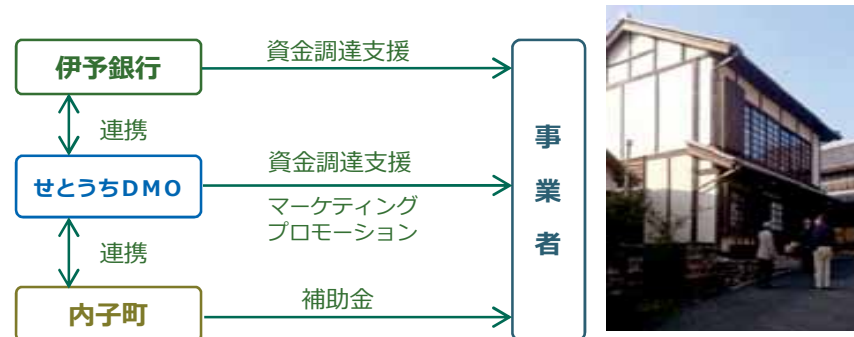 伊予銀行
資金調達支援
連携
せとうちDMO
資金調達支援
マーケティング
プロモーション
連携
内子町
補助金
事業者